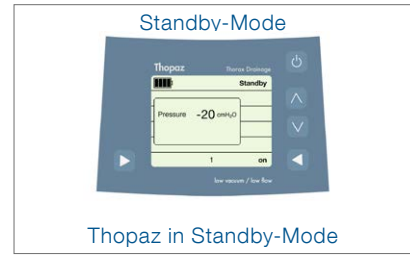 Standby-Mode
Thopaz Thorax Drainage
Standby
Pressure -20 cmH₂O
1 on
low vacuum / low flow
Thopaz in Standby-Mode